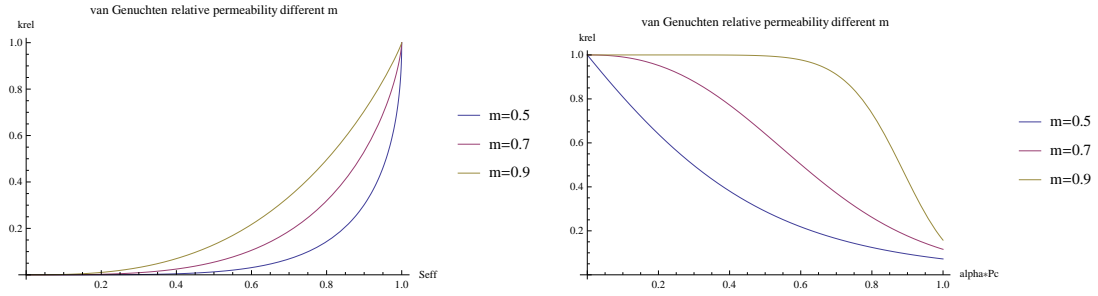 van Genuchten relative permeability different m
krel
1.0
0.8
0.6
0.4
0.2
0.2 0.4 0.6 0.8 1.0
Seff
m=0.5
m=0.7
m=0.9
van Genuchten relative permeability different m
krel
1.0
0.8
0.6
0.4
0.2
0.2 0.4 0.6 0.8 1.0
alpha*Pc
m=0.5
m=0.7
m=0.9